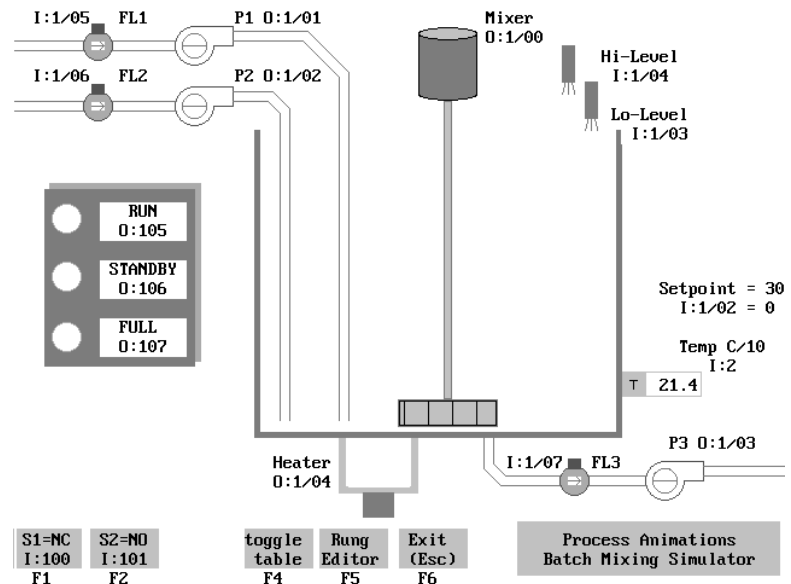 I:1/05 FL1 P1 O:1/01
I:1/06 FL2 P2 O:1/02
Mixer
O:1/00
Hi-Level
I:1/04
Lo-Level
I:1/03
RUN
O:105
STANDBY
O:106
FULL
O:107
Setpoint = 30
I:1/02 = 0
Temp C/10
I:2
T 21.4
Heater
O:1/04
I:1/07 FL3
P3 O:1/03
S1=NC
I:100
F1
S2=NO
I:101
F2
toggle
table
F4
Rung
Editor
F5
Exit
(Esc)
F6
Process Animations
Batch Mixing Simulator